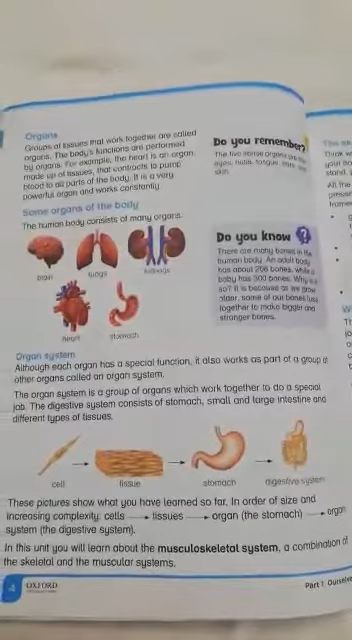 Organs
Groups of tissues that work together are called
organs. The body's functions are performed
by organs. For example, the heart is an organ
made up of tissues, that contracts to pump
blood to all parts of the body. It is a very
powerful organ and works constantly.
Some organs of the body
The human body consists of many organs.
brain
lungs
kidneys
heart
stomach
Do you remember?
The five sense organs are the
eyes, nose, tongue, ears and
skin.
Do you know ?
There are many bones in the
human body. An adult body
has about 206 bones, while a
baby has 300 bones. Why is it
so? It is because as we grow
older, some of our bones fuse
together to make bigger and
stronger bones.
Organ system
Although each organ has a special function, it also works as part of a group of
other organs called an organ system.
The organ system is a group of organs which work together to do a special
job. The digestive system consists of stomach, small and large intestine and
different types of tissues.
cell
tissue
stomach
digestive system
These pictures show what you have learned so far. In order of size and
increasing complexity: cells → tissues → organ (the stomach) → organ
system (the digestive system).
In this unit you will learn about the musculoskeletal system, a combination of
the skeletal and the muscular systems.
4
OXFORD
Part 1: Ourselves
The
Think
your
stand
All the